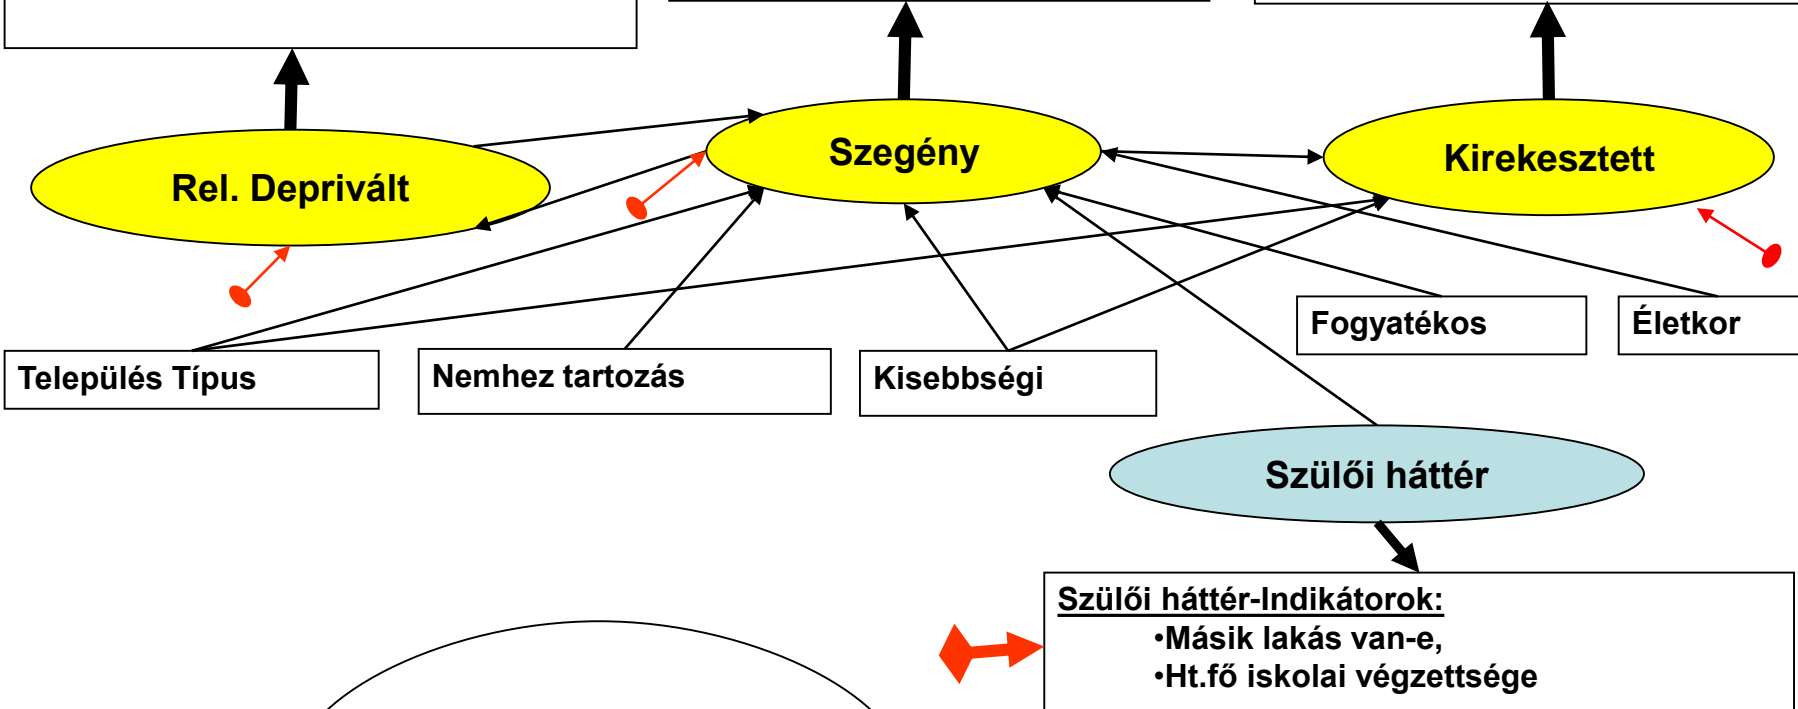 Rel. Deprivált
Szegény
Kirekesztett
Fogyatékos
Életkor
Település Típus
Nemhez tartozás
Kisebbségi
Szülői háttér
Szülői háttér-Indikátorok:
•Másik lakás van-e,
•Ht.fő iskolai végzettsége